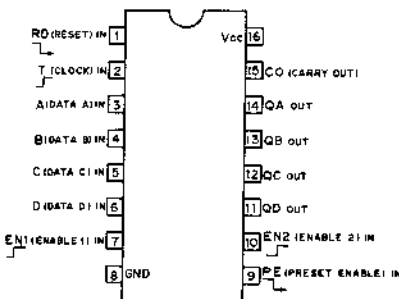 RD (RESET) IN 1
T (CLOCK) IN 2
A (DATA A) IN 3
B (DATA B) IN 4
C (DATA C) IN 5
D (DATA D) IN 6
EN1 (ENABLE 1) IN 7
8 GND
Vcc 16
15 CO (CARRY OUT)
14 QA OUT
13 QB OUT
12 QC OUT
11 QD OUT
10 EN2 (ENABLE 2) IN
9 PE (PRESET ENABLE) IN